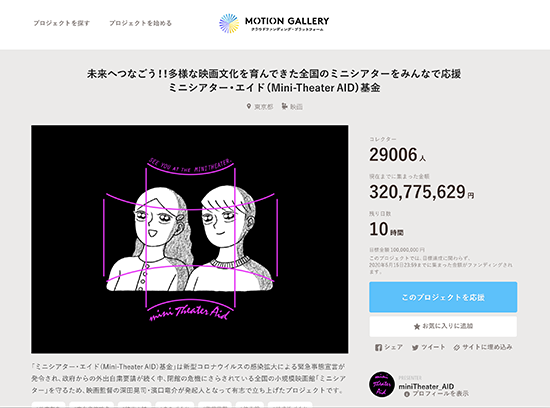 プロジェクトを探す　プロジェクトを始める
MOTION GALLERY
クラウドファンディング・プラットフォーム
未来へつなごう!!多様な映画文化を育んできた全国のミニシアターをみんなで応援
ミニシアター・エイド(Mini-Theater AID)基金
東京都　映画
SEE YOU AT THE MINITHEATER.
mini Theater Aid
コレクター
29006人
現在までに集まった金額
320,775,629円
残り日数
10時間
目標金額 100,000,000円
このプロジェクトでは、目標達成に関わらず、
2020年5月15日23:59までに集まった金額がファンディングされ
ます。
このプロジェクトを応援
★お気に入りに追加
シェア　ツイート　サイトに埋め込み
「ミニシアター・エイド(Mini-Theater AID)基金」は新型コロナウイルスの感染拡大による緊急事態宣言が
発令され、政府からの外出自粛要請が続く中、閉館の危機にさらされている全国の小規模映画館「ミニシア
ター」を守るため、映画監督の深田晃司・濱口竜介が発起人となって有志で立ち上げたプロジェクトです。
mini Theater Aid
PRESENTER
miniTheater_AID
プロフィールを表示